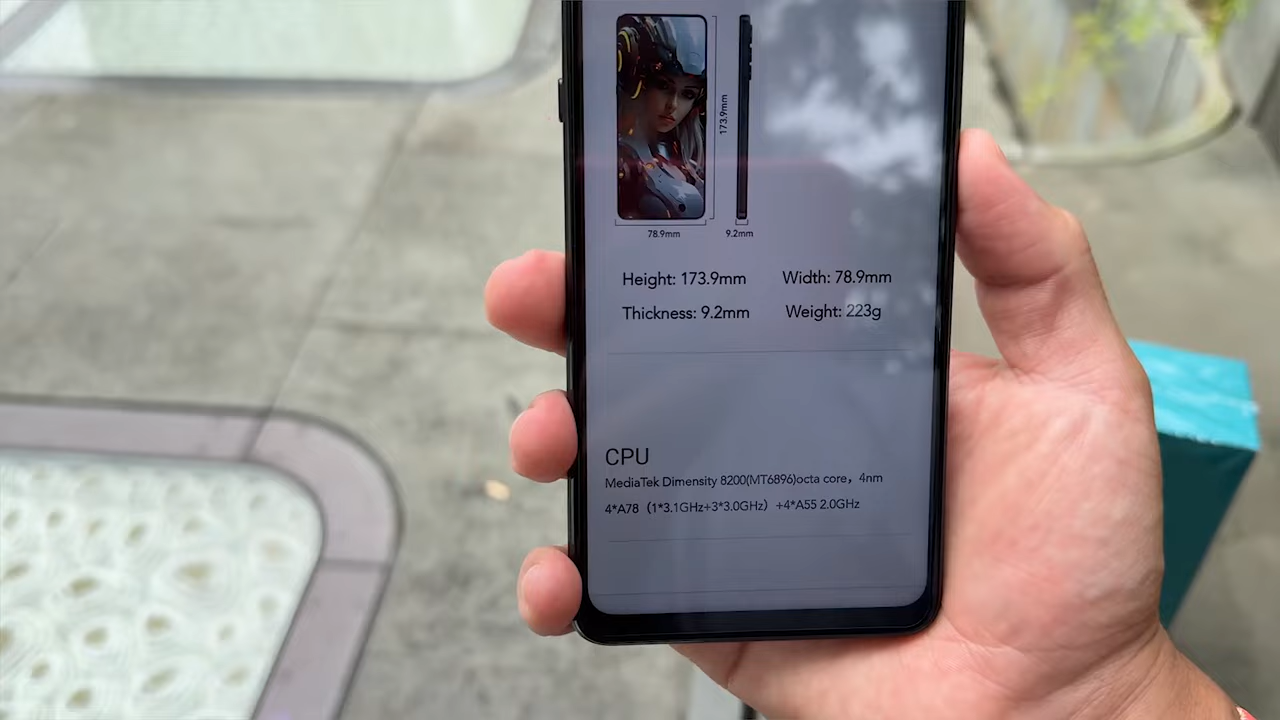 173.9mm
78.9mm 9.2mm
Height: 173.9mm Width: 78.9mm
Thickness: 9.2mm Weight: 223g
CPU
MediaTek Dimensity 8200(MT6896)octa core，4nm
4*A78（1*3.1GHz+3*3.0GHz）+4*A55 2.0GHz